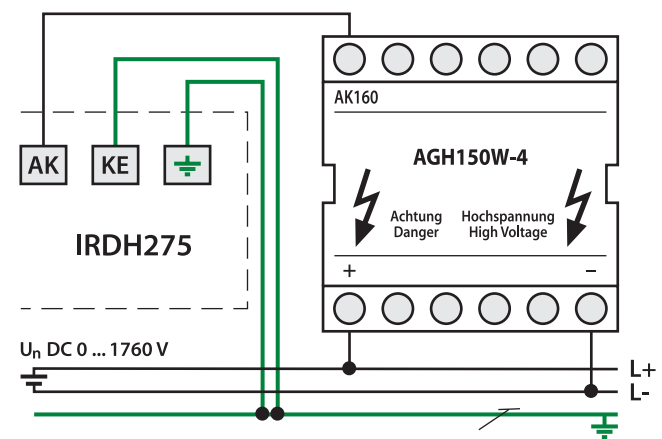 AK160
AGH150W-4
AK
KE
Achtung
Danger
Hochspannung
High Voltage
IRDH275
+
–
Un DC 0 ... 1760 V
L+
L-